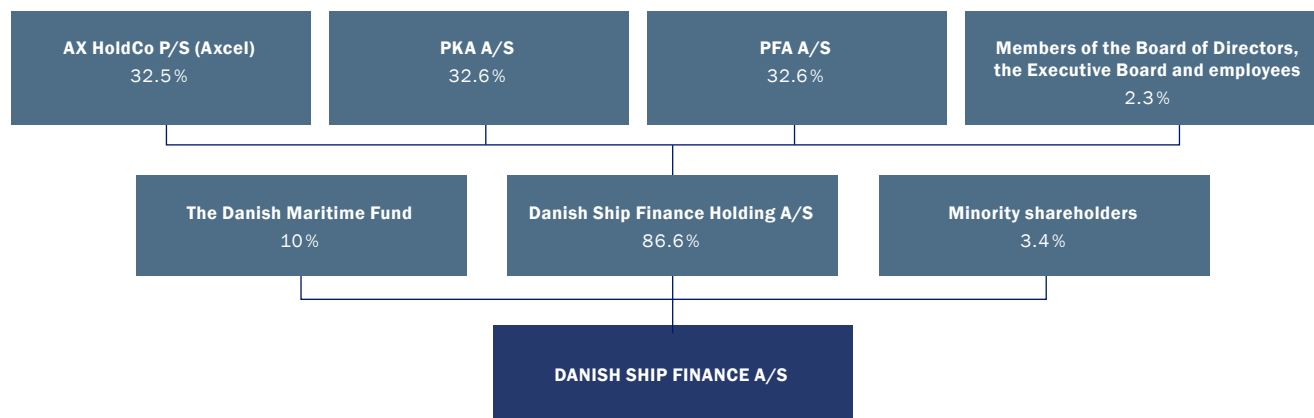 AX HoldCo P/S (Axcel)
32.5%
PKA A/S
32.6%
PFA A/S
32.6%
Members of the Board of Directors,
the Executive Board and employees
2.3%
The Danish Maritime Fund
10%
Danish Ship Finance Holding A/S
86.6%
Minority shareholders
3.4%
DANISH SHIP FINANCE A/S